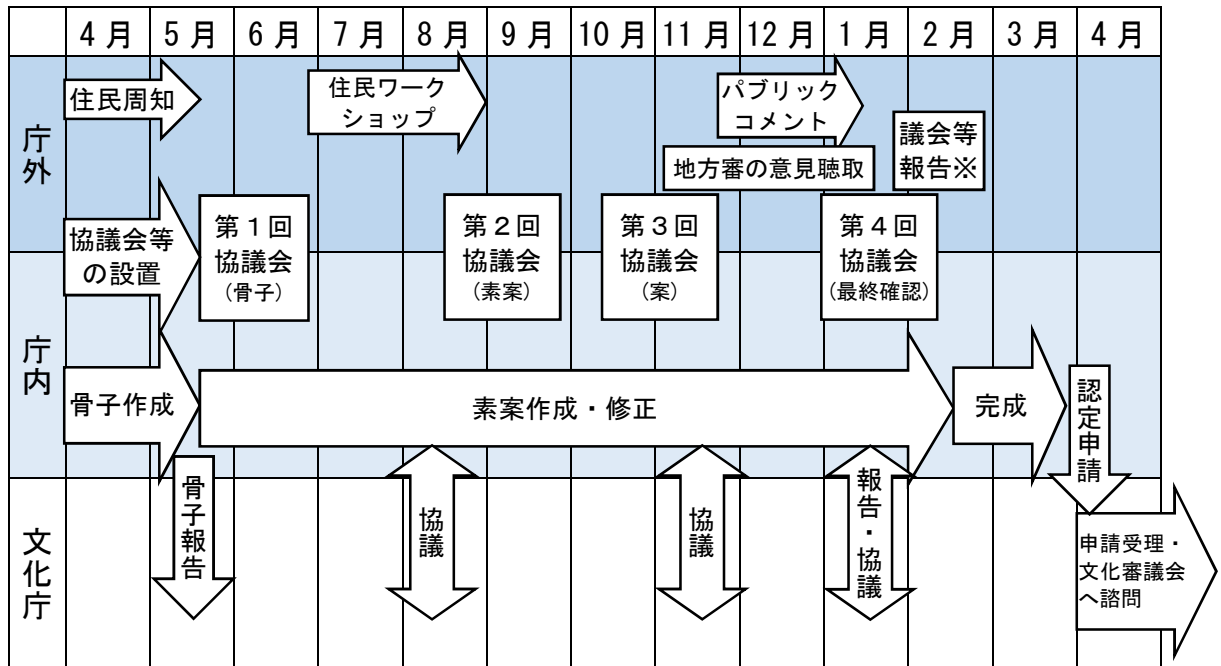 4月 5月 6月 7月 8月 9月 10月 11月 12月 1月 2月 3月 4月
庁外
住民周知
住民ワーク
ショップ
パブリック
コメント
地方審の意見聴取
議会等
報告※
協議会等
の設置
第1回
協議会
(骨子)
第2回
協議会
(素案)
第3回
協議会
(案)
第4回
協議会
(最終確認)
庁内
骨子作成
素案作成・修正
完成
認定申請
文化庁
骨子報告
協議
協議
報告・協議
申請受理・
文化審議会
へ諮問